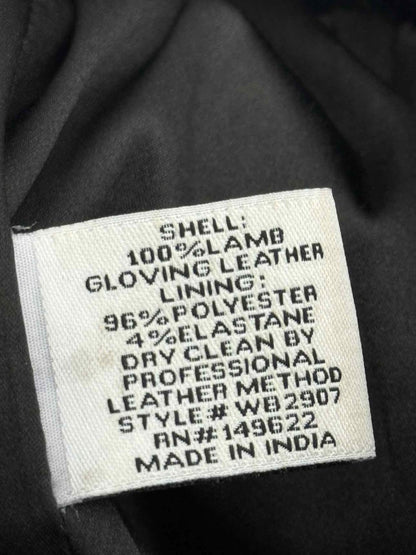 SHELL:
100%LAMB
GLOVING LEATHER
LINING:
96%POLYESTER
4%ELASTANE
DRY CLEAN BY
PROFESSIONAL
LEATHER METHOD
STYLE# WB2907
RN#149622
MADE IN INDIA